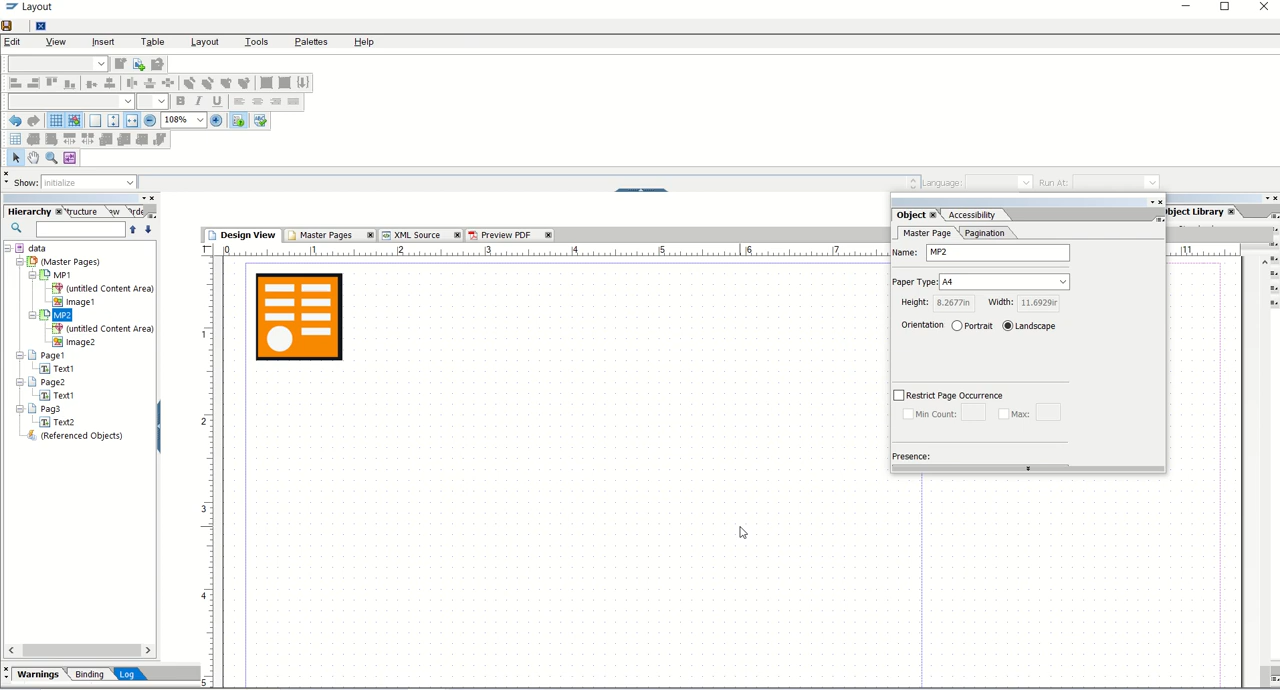 Layout
Edit View Insert Table Layout Tools Palettes Help
B I U
108%
Show: initialize Language: Run At:
Hierarchy
Object Accessibility
Object Library
Design View Master Pages XML Source Preview PDF
Master Page Pagination
0 1 2 3 4 5 6 7 11
data
(Master Pages)
MP1
(untitled Content Area)
Image1
MP2
(untitled Content Area)
Image2
Page1
Text1
Page2
Text1
Pag3
Text2
(Referenced Objects)
Name: MP2
Paper Type: A4
Height: 8.2677in Width: 11.6929ir
Orientation Portrait Landscape
Restrict Page Occurrence
Min Count: Max:
Presence:
1
2
3
4
5
Warnings Binding Log